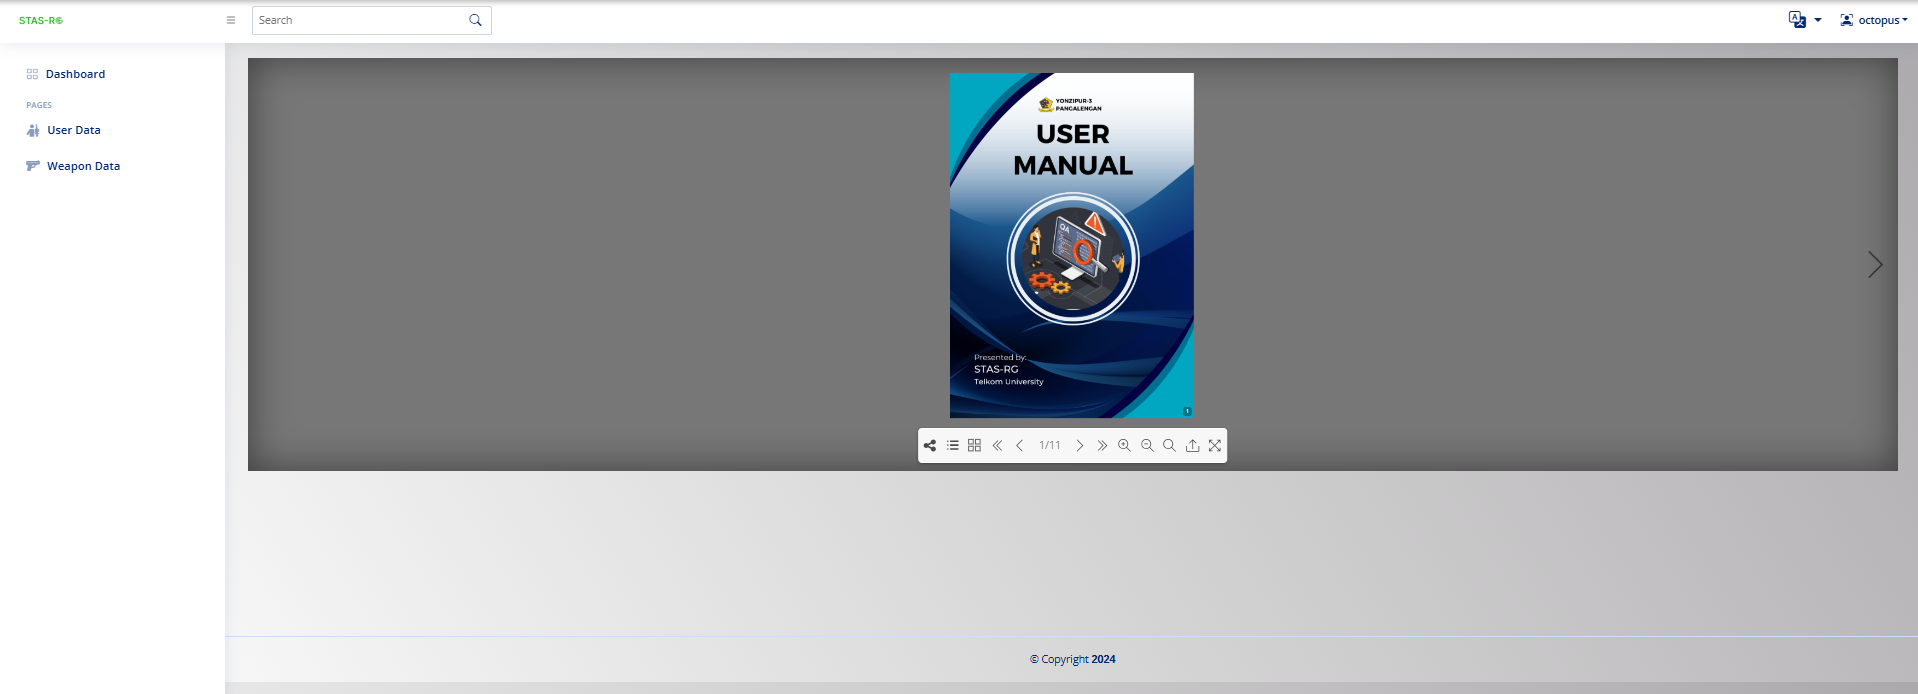 STAS-RG
Search
octopus
Dashboard
PAGES
User Data
Weapon Data
YONZIPUR-3
PANGALENGAN
USER
MANUAL
QA
Presented by:
STAS-RG
Telkom University
1
1/11
© Copyright 2024